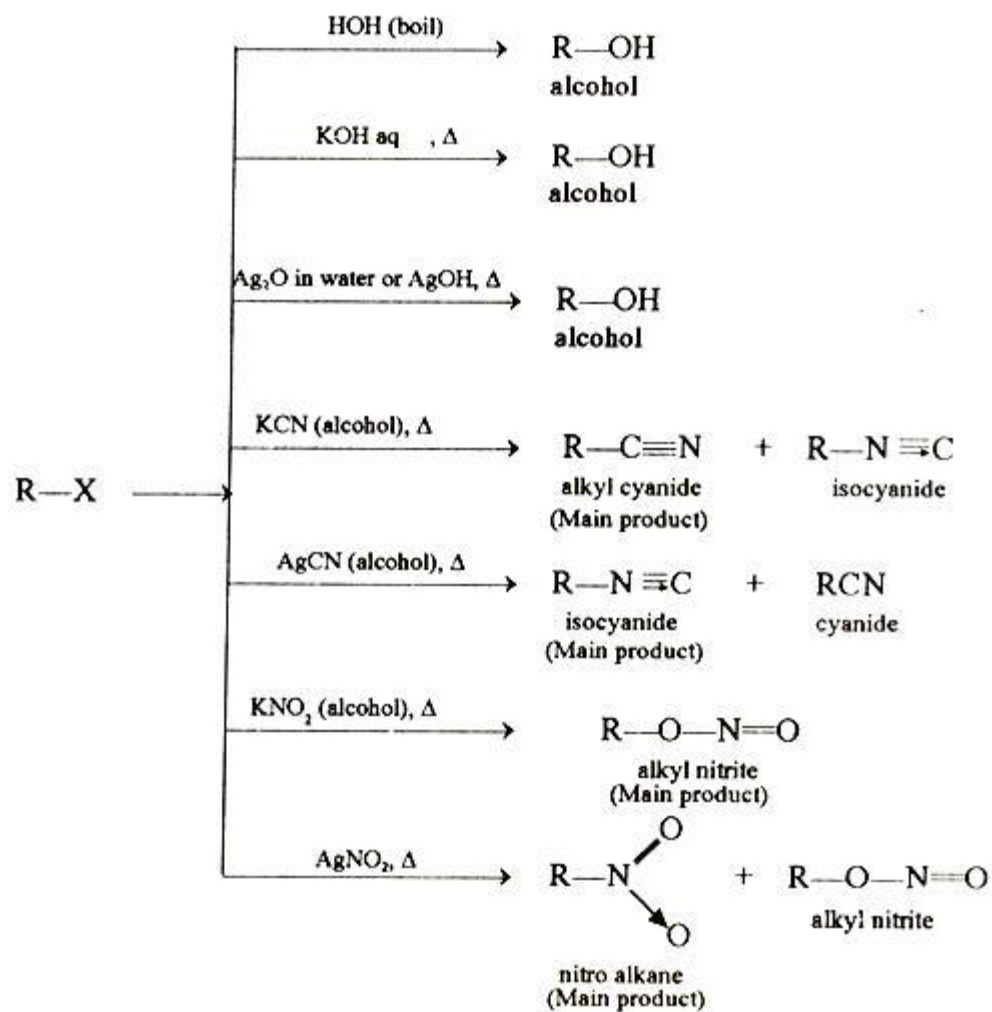 HOH (boil)
R—OH
alcohol
KOH aq , Δ
R—OH
alcohol
Ag₂O in water or AgOH, Δ
R—OH
alcohol
KCN (alcohol), Δ
R—C≡N + R—N≡C
alkyl cyanide isocyanide
(Main product)
R—X
AgCN (alcohol), Δ
R—N≡C + RCN
isocyanide cyanide
(Main product)
KNO₂ (alcohol), Δ
R—O—N=O
alkyl nitrite
(Main product)
O
AgNO₂, Δ
R—N + R—O—N=O
O
alkyl nitrite
nitro alkane
(Main product)